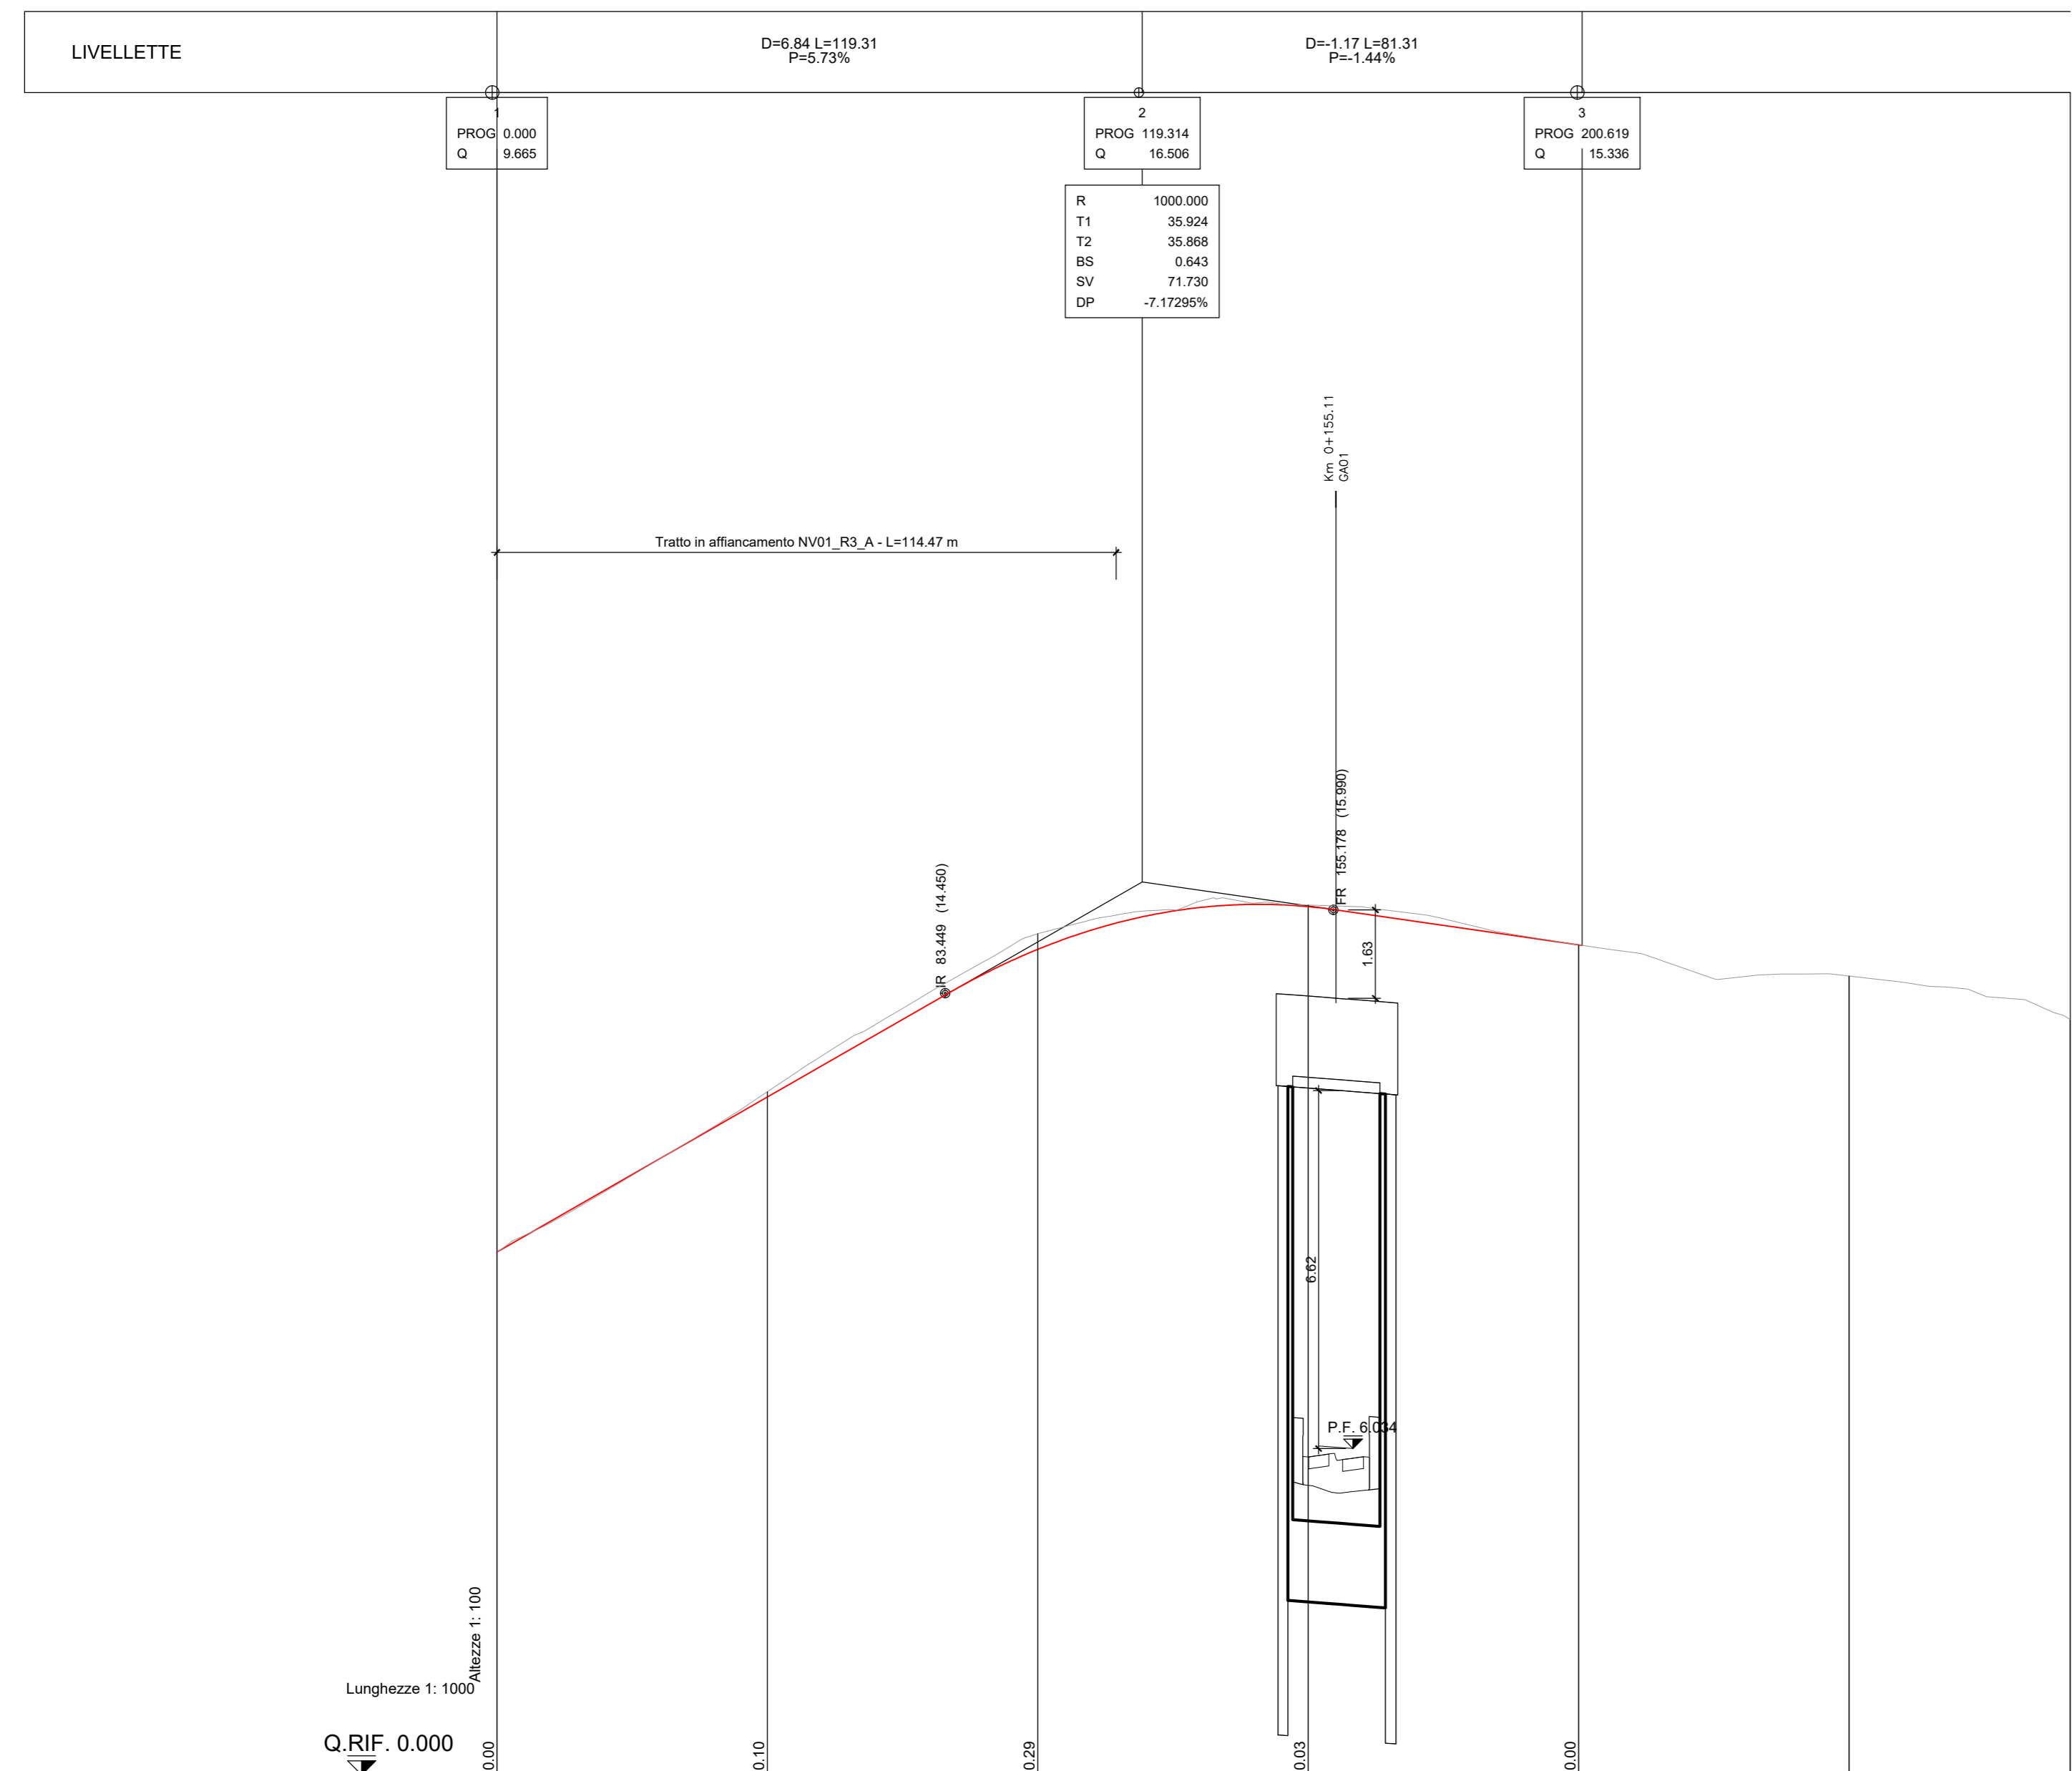 LIVELLETTE
D=6.84 L=119.31
P=5.73%
D=-1.17 L=81.31
P=-1.44%
1
PROG 0.000
Q 9.665
2
PROG 119.314
Q 16.506
3
PROG 200.619
Q 15.336
R 1000.000
T1 35.924
T2 35.868
BS 0.643
SV 71.730
DP -7.17295%
Km 0+155.11
GA01
Tratto in affiancamento NV01_R3_A - L=114.47 m
IR 83.449 (14.450)
FR 155.178 (15.990)
1.63
6.62
P.F. 6.034
Altezze 1: 100
Lunghezze 1: 1000
Q.RIF. 0.000
0.00
0.10
0.29
0.03
0.00